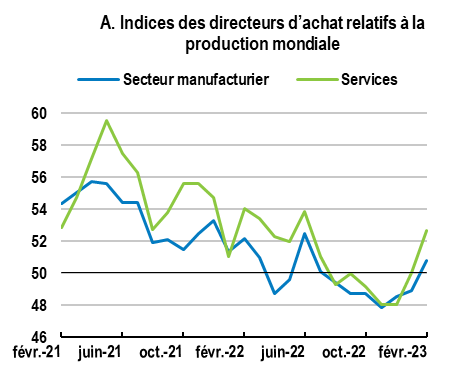 A. Indices des directeurs d'achat relatifs à la
production mondiale
Secteur manufacturier Services
60
58
56
54
52
50
48
46
févr.-21 juin-21 oct.-21 févr.-22 juin-22 oct.-22 févr.-23